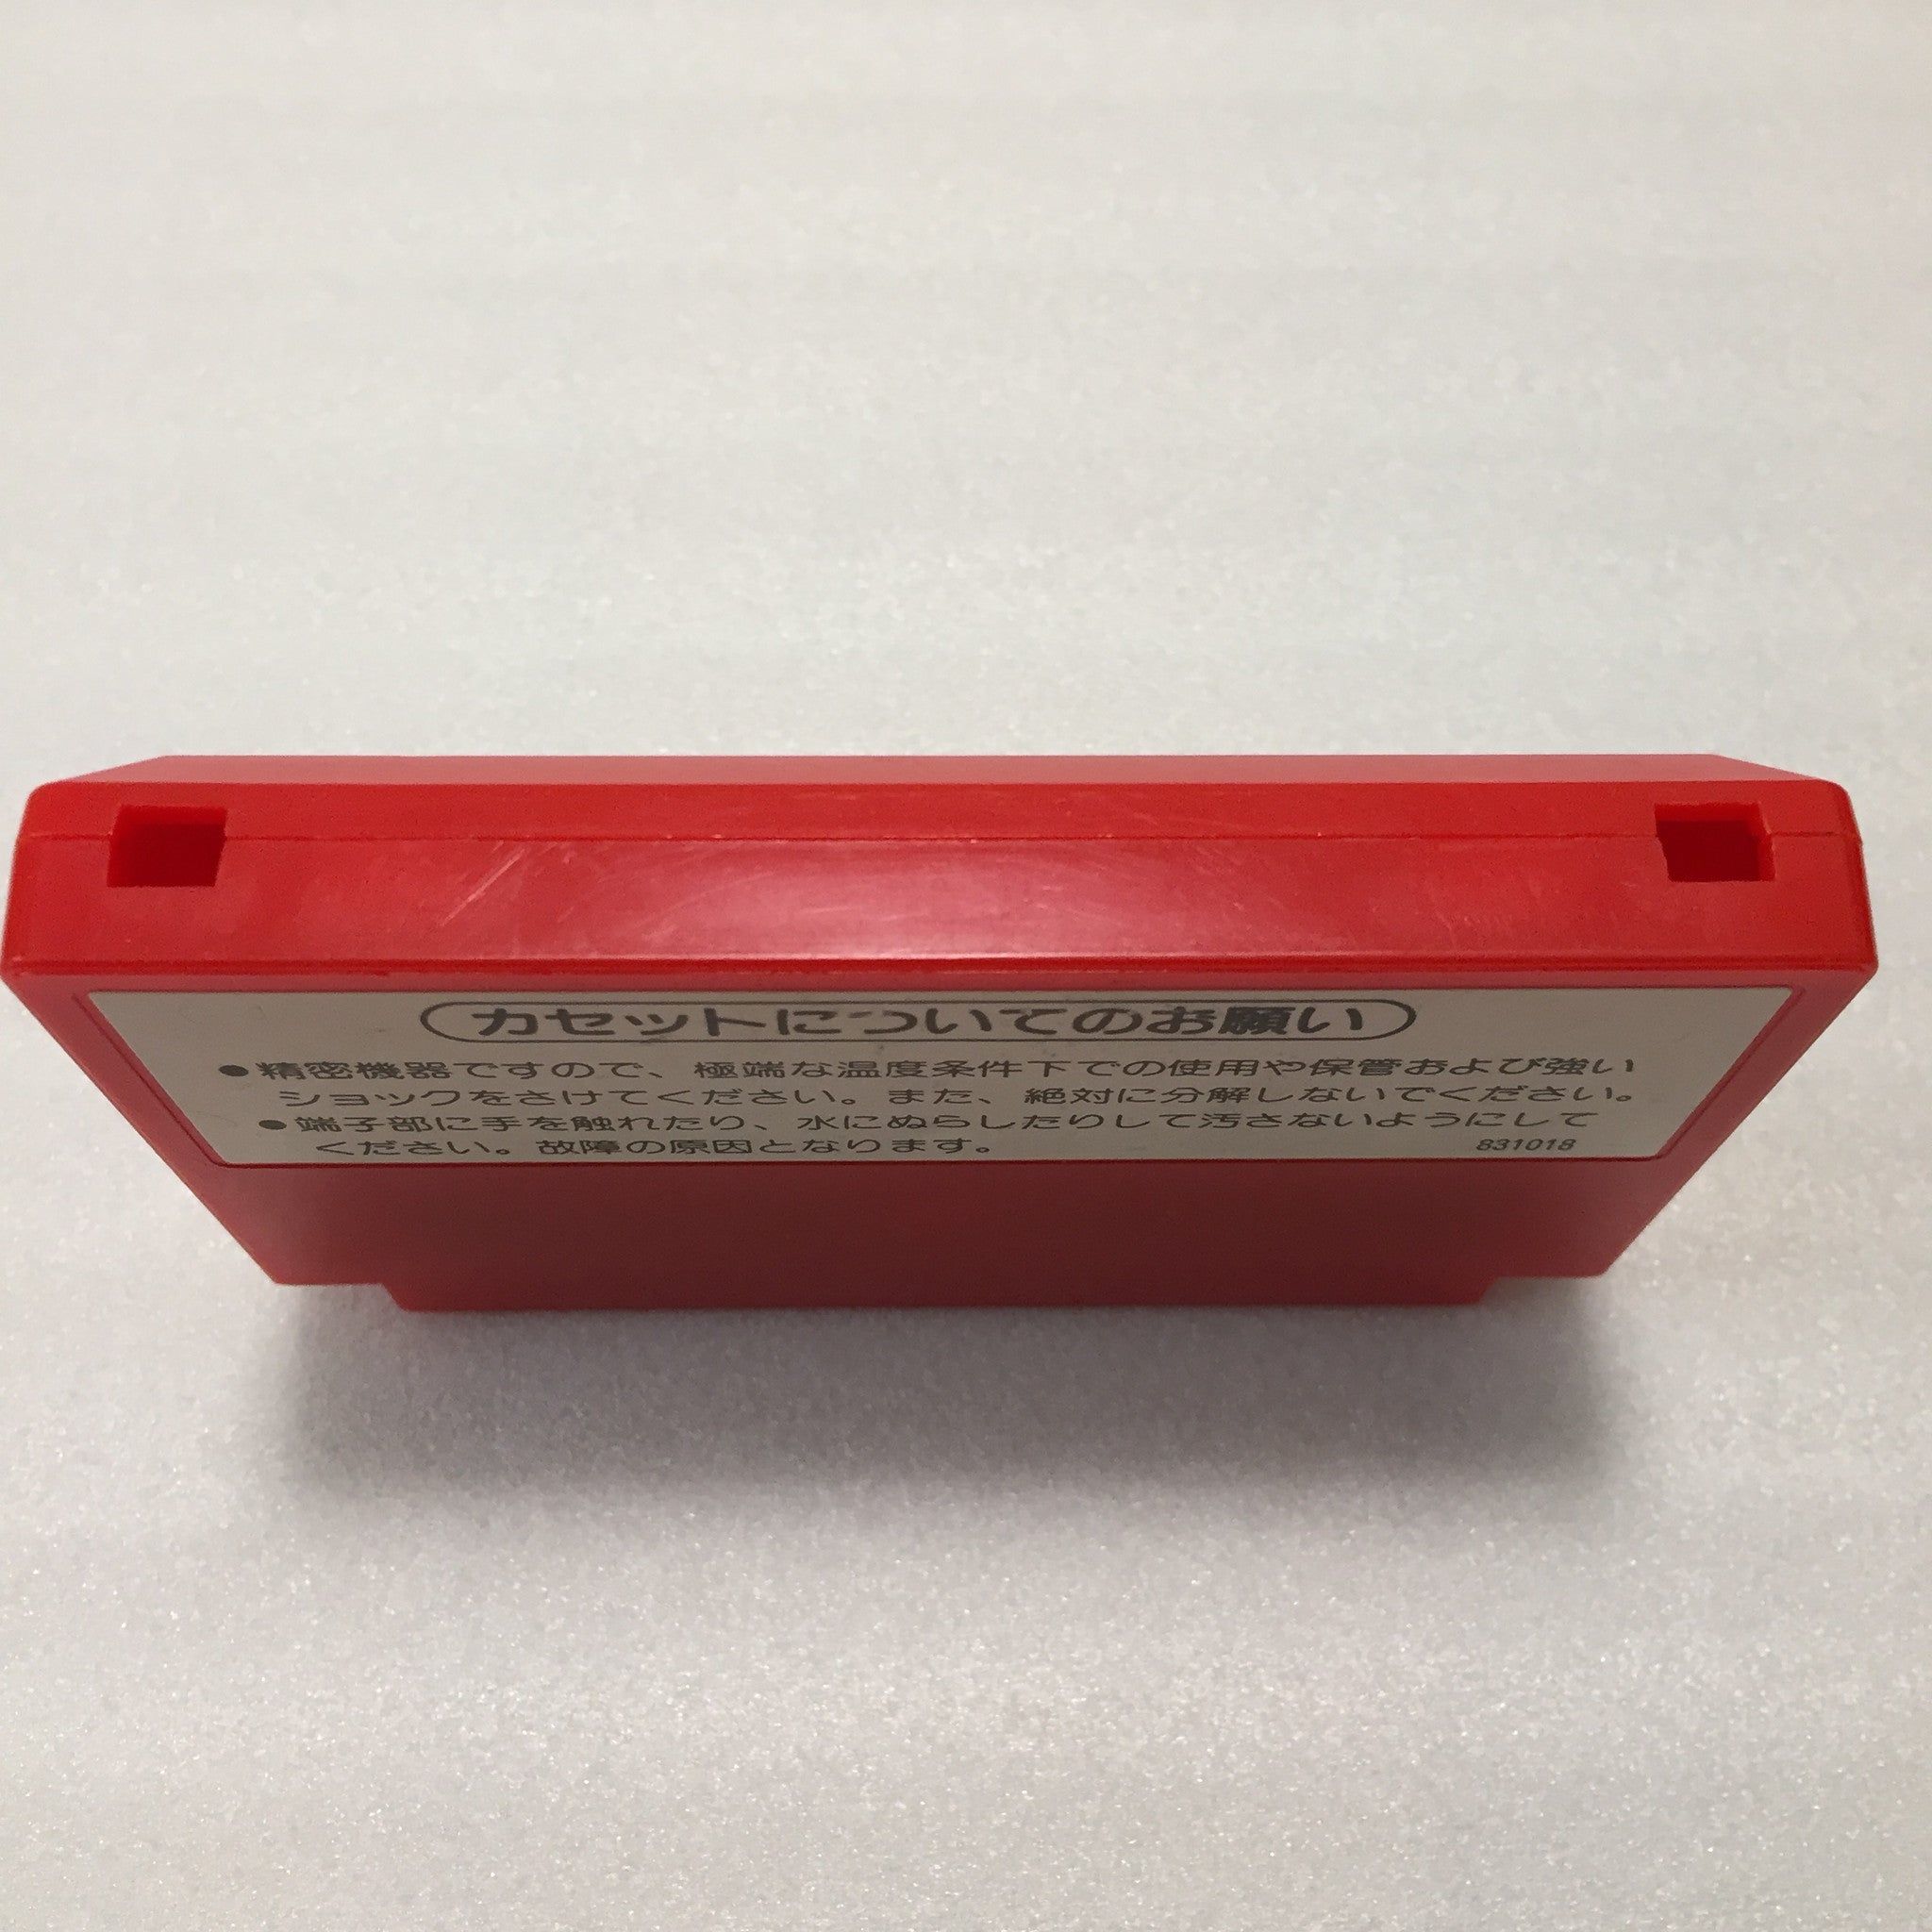 カセットについてのお願い
●精密機器ですので、極端な温度条件下での使用や保管および強い
ショックをさけてください。また、絶対に分解しないでください。
●端子部に手を触れたり、水にぬらしたりして汚さないようにして
ください。故障の原因となります。
831018